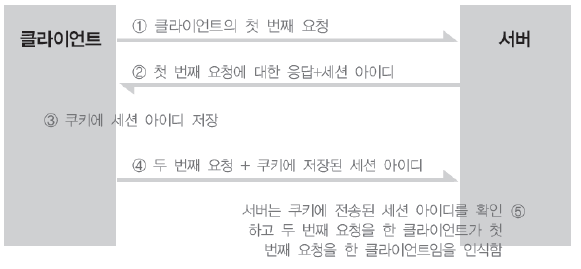 클라이언트
서버
① 클라이언트의 첫 번째 요청
② 첫 번째 요청에 대한 응답+세션 아이디
③ 쿠키에 세션 아이디 저장
④ 두 번째 요청 + 쿠키에 저장된 세션 아이디
서버는 쿠키에 전송된 세션 아이디를 확인 ⑤
하고 두 번째 요청을 한 클라이언트가 첫
번째 요청을 한 클라이언트임을 인식함